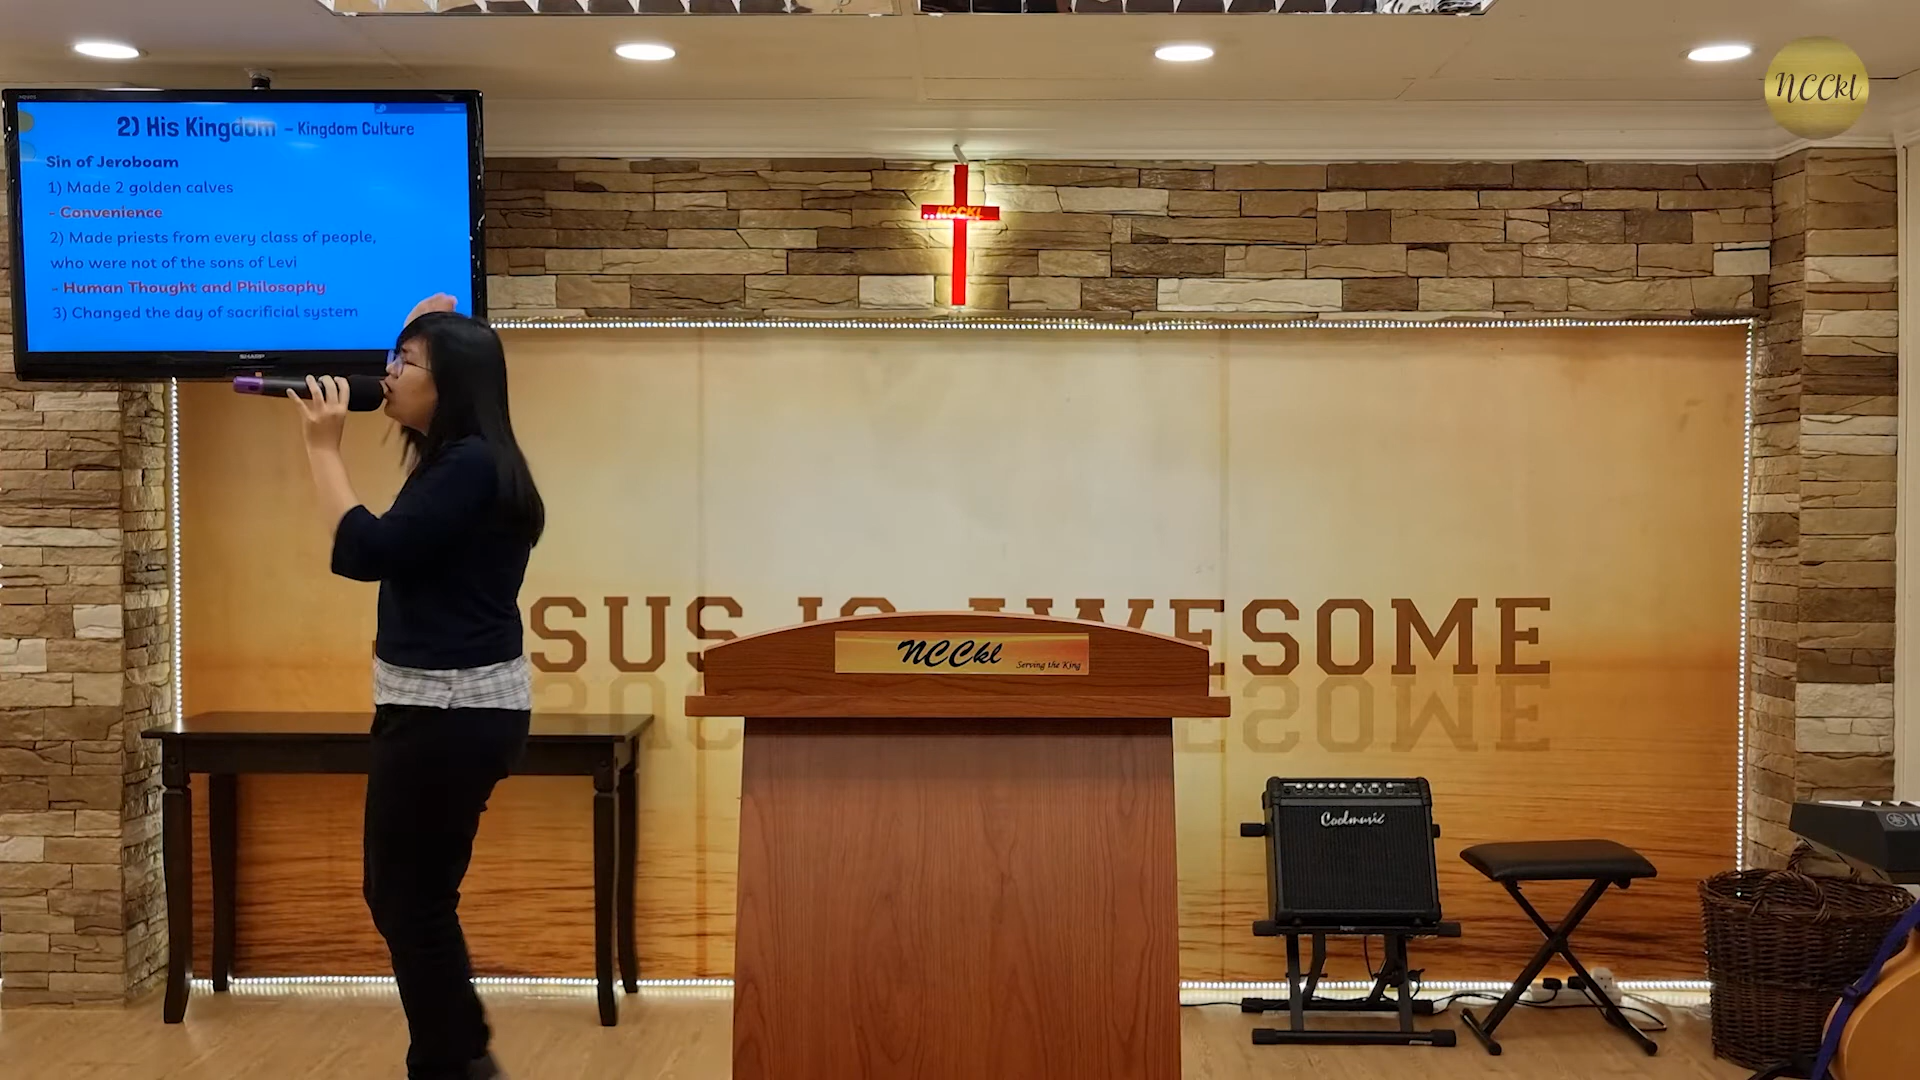 2) His Kingdom – Kingdom Culture
Sin of Jeroboam
1) Made 2 golden calves
- Convenience
2) Made priests from every class of people,
who were not of the sons of Levi
- Human Thought and Philosophy
3) Changed the day of sacrificial system
SHARP
NCCKL
NCCkl
SUS IS AWESOME
NCCkl Serving the King
Coolmusic